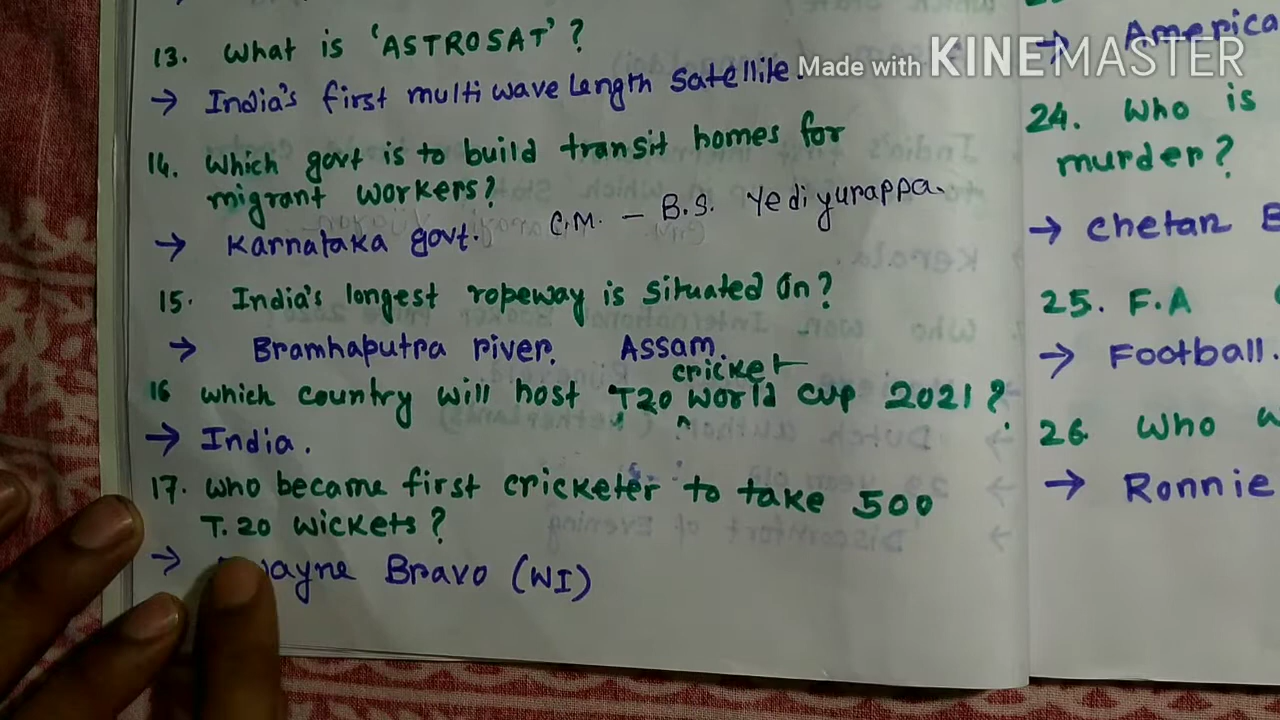 13. What is 'ASTROSAT'?
→ India's first multi wave Length satellite.
14. Which govt is to build transit homes for
migrant workers?
→ Karnataka govt. C.M. – B.S. Yediyurappa.
15. India's longest ropeway is situated on?
→ Bramhaputra river. Assam.
cricket
16 which country will host T20 ^ world cup 2021?
→ India.
17. who became first cricketer to take 500
T.20 wickets?
→ Bravo (WI)
Made with KINEMASTER
→ America
24. Who is
murder?
→ Chetan
25. F.A
→ Football.
26. Who
→ Ronnie